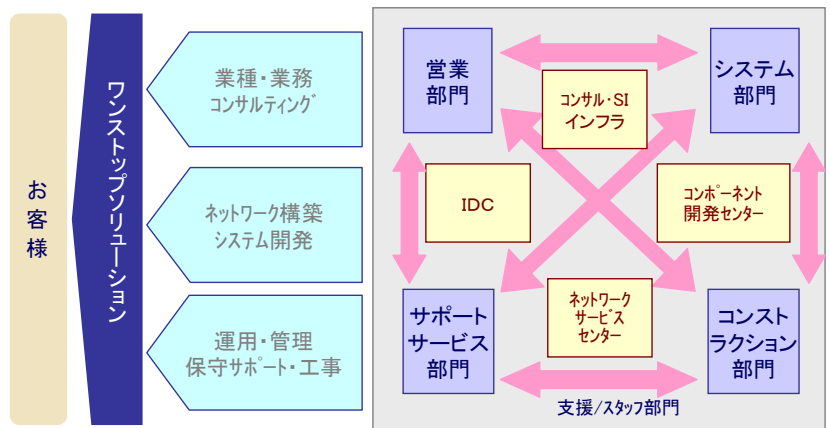 お客様
ワンストップソリューション
業種・業務
コンサルティング
ネットワーク構築
システム開発
運用・管理
保守サポート・工事
営業
部門
システム
部門
コンサル・SI
インフラ
IDC
コンポーネント
開発センター
サポート
サービス
部門
ネットワーク
サービス
センター
コンスト
ラクション
部門
支援/スタッフ部門